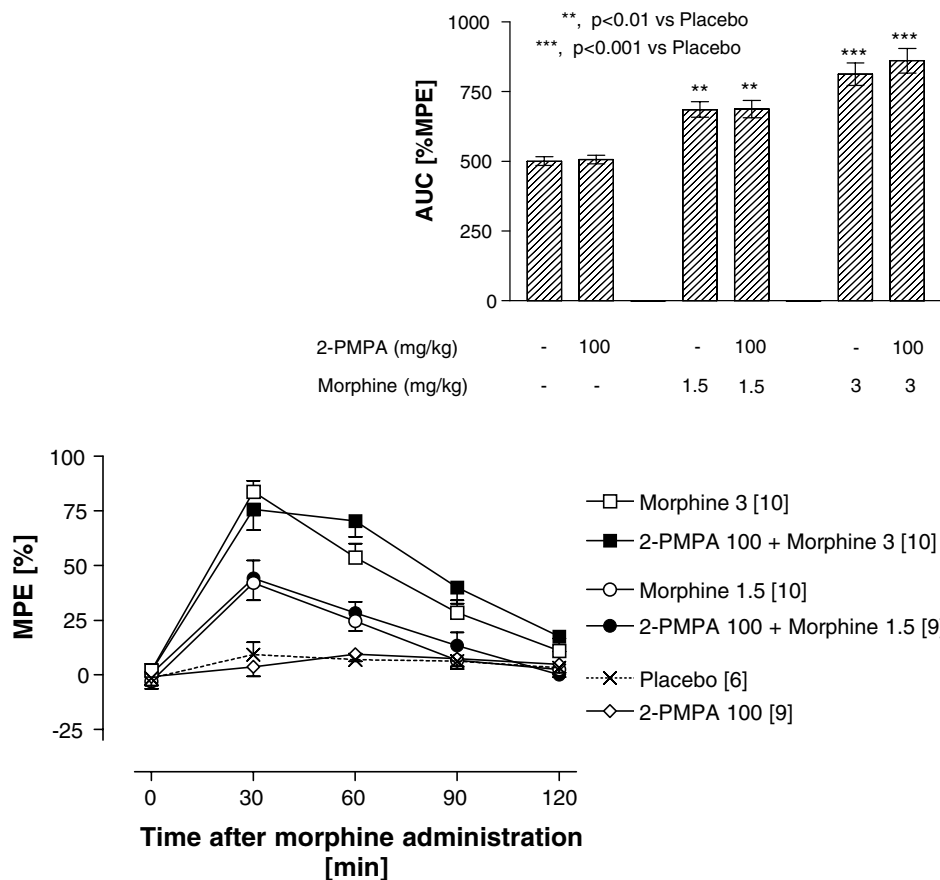 1000
750
500
250
0
AUC [%MPE]
**, p<0.01 vs Placebo
***, p<0.001 vs Placebo
** ** *** ***
2-PMPA (mg/kg) - 100 - 100 - 100
Morphine (mg/kg) - - 1.5 1.5 3 3
100
75
50
25
0
-25
MPE [%]
Morphine 3 [10]
2-PMPA 100 + Morphine 3 [10]
Morphine 1.5 [10]
2-PMPA 100 + Morphine 1.5 [9]
Placebo [6]
2-PMPA 100 [9]
0 30 60 90 120
Time after morphine administration
[min]